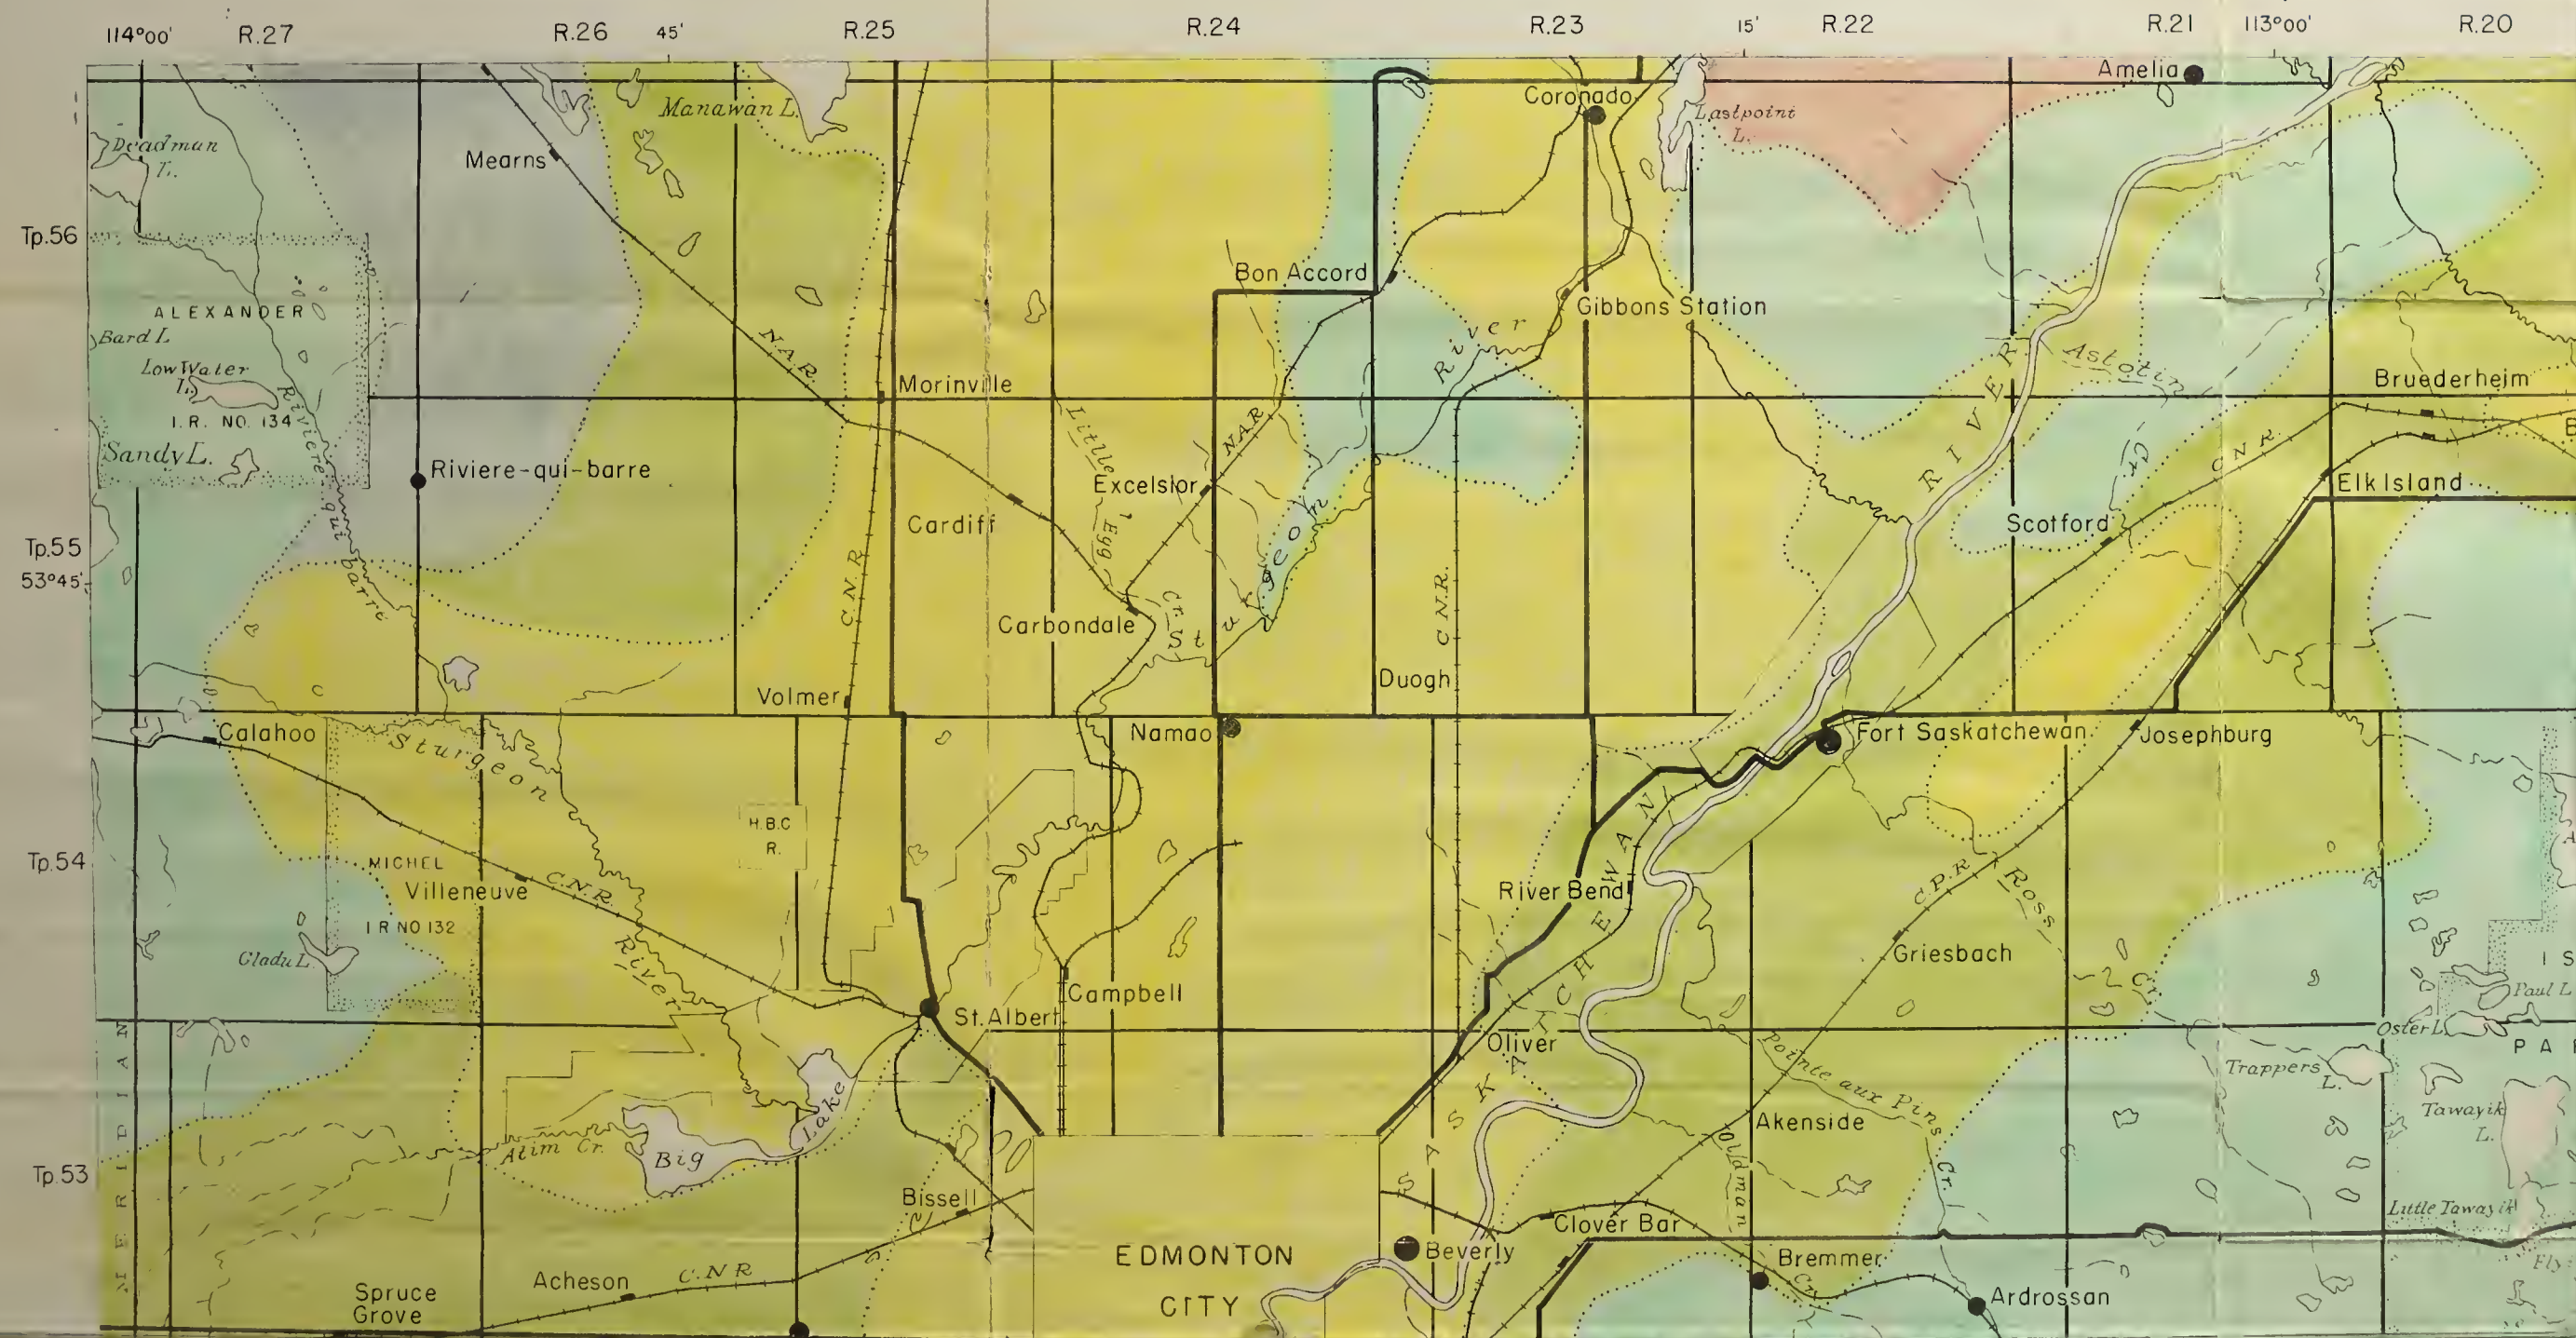 114°00'
R.27
R.26
45'
R.25
R.24
R.23
15'
R.22
R.21
113°00'
R.20
Amelia
Coronado
Manawan L.
Lastpoint
L.
Deadman
L.
Mearns
Tp.56
Bon Accord
ALEXANDER
Gibbons Station
Bard L
River
N.A.R.
RIVER
Astotin
Low Water
L.
Morinville
Bruederheim
I.R. NO. 134
Riviere qui barre
Little
NAR
Cr.
C N R
Sandy L.
Riviere-qui-barre
Excelsior
Elk Island
Egg
Cardiff
Scotford
Tp.55
53°45'
C.N.R
C.N.R.
Cr.
Carbondale
Sturgeon
Duogh
Volmer
Calahoo
Sturgeon
Namao
Fort Saskatchewan
Josephburg
H.B.C
R.
Tp.54
MICHEL
Villeneuve
C.N.R.
River Bend
C.P.R
Ross
I R NO 132
River
Griesbach
I S
Gladu L.
Campbell
Cr.
Paul L
St. Albert
Oster L.
Oliver
P A
SASKATCHEWAN
Pointe aux Pins
Cr.
Trappers
L.
MERIDIAN
Lake
Akenside
Tawayik
L.
Atim Cr.
Big
Oldman
Tp.53
Bissell
Little Tawayik
Clover Bar
EDMONTON
CITY
Beverly
Bremmer
Cr.
Fly
Acheson
C.N R
Spruce
Grove
Ardrossan